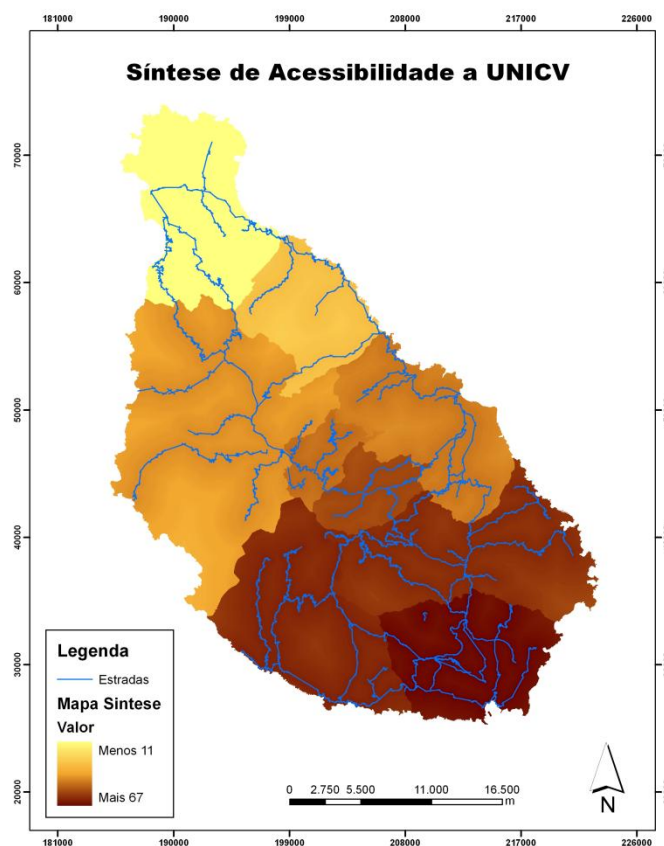 181000 190000 199000 208000 217000 226000
Síntese de Acessibilidade a UNICV
70000
60000
50000
40000
30000
20000
Legenda
Estradas
Mapa Sintese
Valor
Menos 11
Mais 67
0 2.750 5.500 11.000 16.500
m
N
181000 190000 199000 208000 217000 226000